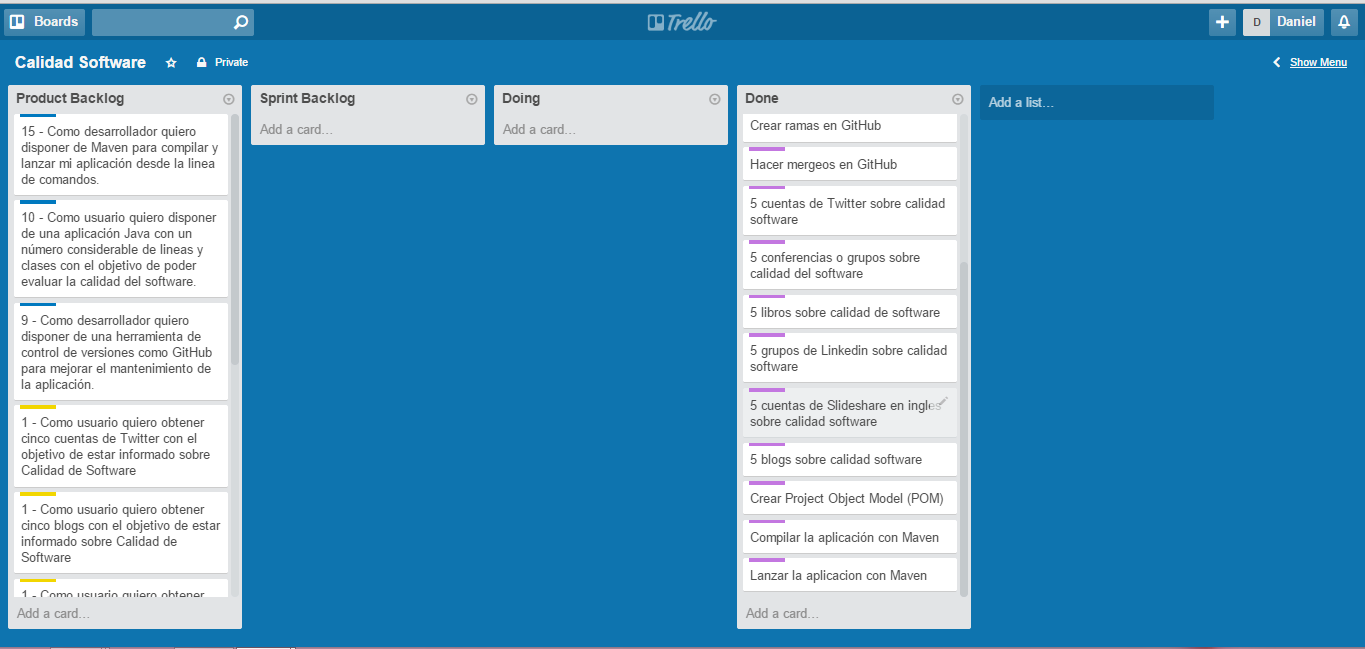 Boards
Trello
D
Daniel
Calidad Software
Private
Show Menu
Product Backlog
15 - Como desarrollador quiero
disponer de Maven para compilar y
lanzar mi aplicación desde la linea
de comandos.
10 - Como usuario quiero disponer
de una aplicación Java con un
número considerable de lineas y
clases con el objetivo de poder
evaluar la calidad del software.
9 - Como desarrollador quiero
disponer de una herramienta de
control de versiones como GitHub
para mejorar el mantenimiento de
la aplicación.
1 - Como usuario quiero obtener
cinco cuentas de Twitter con el
objetivo de estar informado sobre
Calidad de Software
1 - Como usuario quiero obtener
cinco blogs con el objetivo de estar
informado sobre Calidad de
Software
1 - Como usuario quiero obtener
Add a card...
Sprint Backlog
Add a card...
Doing
Add a card...
Done
Crear ramas en GitHub
Hacer mergeos en GitHub
5 cuentas de Twitter sobre calidad
software
5 conferencias o grupos sobre
calidad del software
5 libros sobre calidad de software
5 grupos de Linkedin sobre calidad
software
5 cuentas de Slideshare en ingles
sobre calidad software
5 blogs sobre calidad software
Crear Project Object Model (POM)
Compilar la aplicación con Maven
Lanzar la aplicacion con Maven
Add a card...
Add a list...